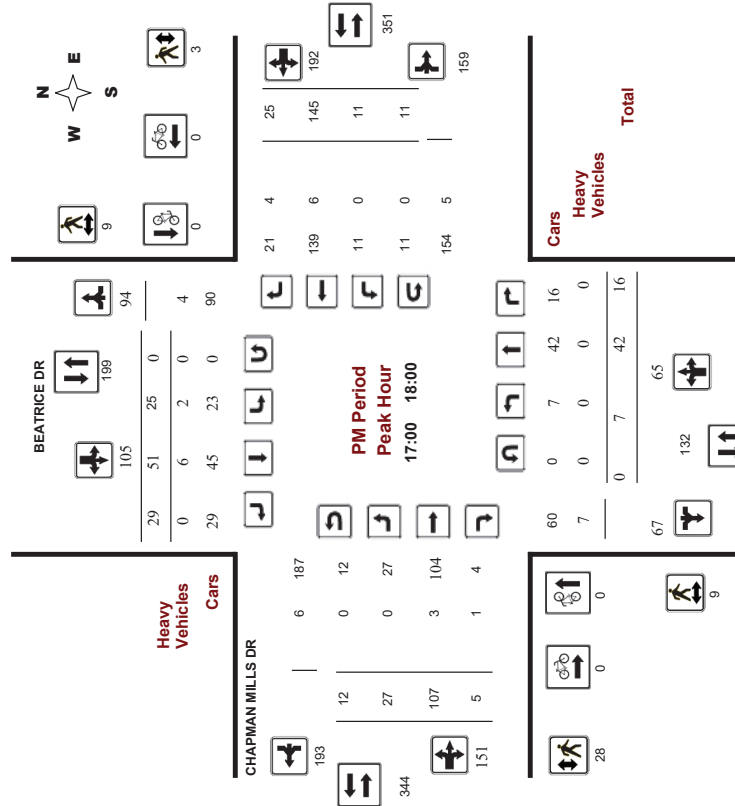 N
W E
S
9
3
0
0
BEATRICE DR
105
199
94
29 51 25 0
0 6 2 0 4
29 45 23 0 90
Heavy
Vehicles
Cars
351
192
159
21 4 25
139 6 145
11 0 11
11 0 11
154 5
PM Period
Peak Hour
17:00 18:00
CHAPMAN MILLS DR
193
344
151
6 187
12 0 12
27 0 27
107 3 104
5 1 4
Cars
Heavy
Vehicles
Total
60 0 7 42 16
7 0 0 0 0
0 7 42 16
67
132
65
0
0
28
9